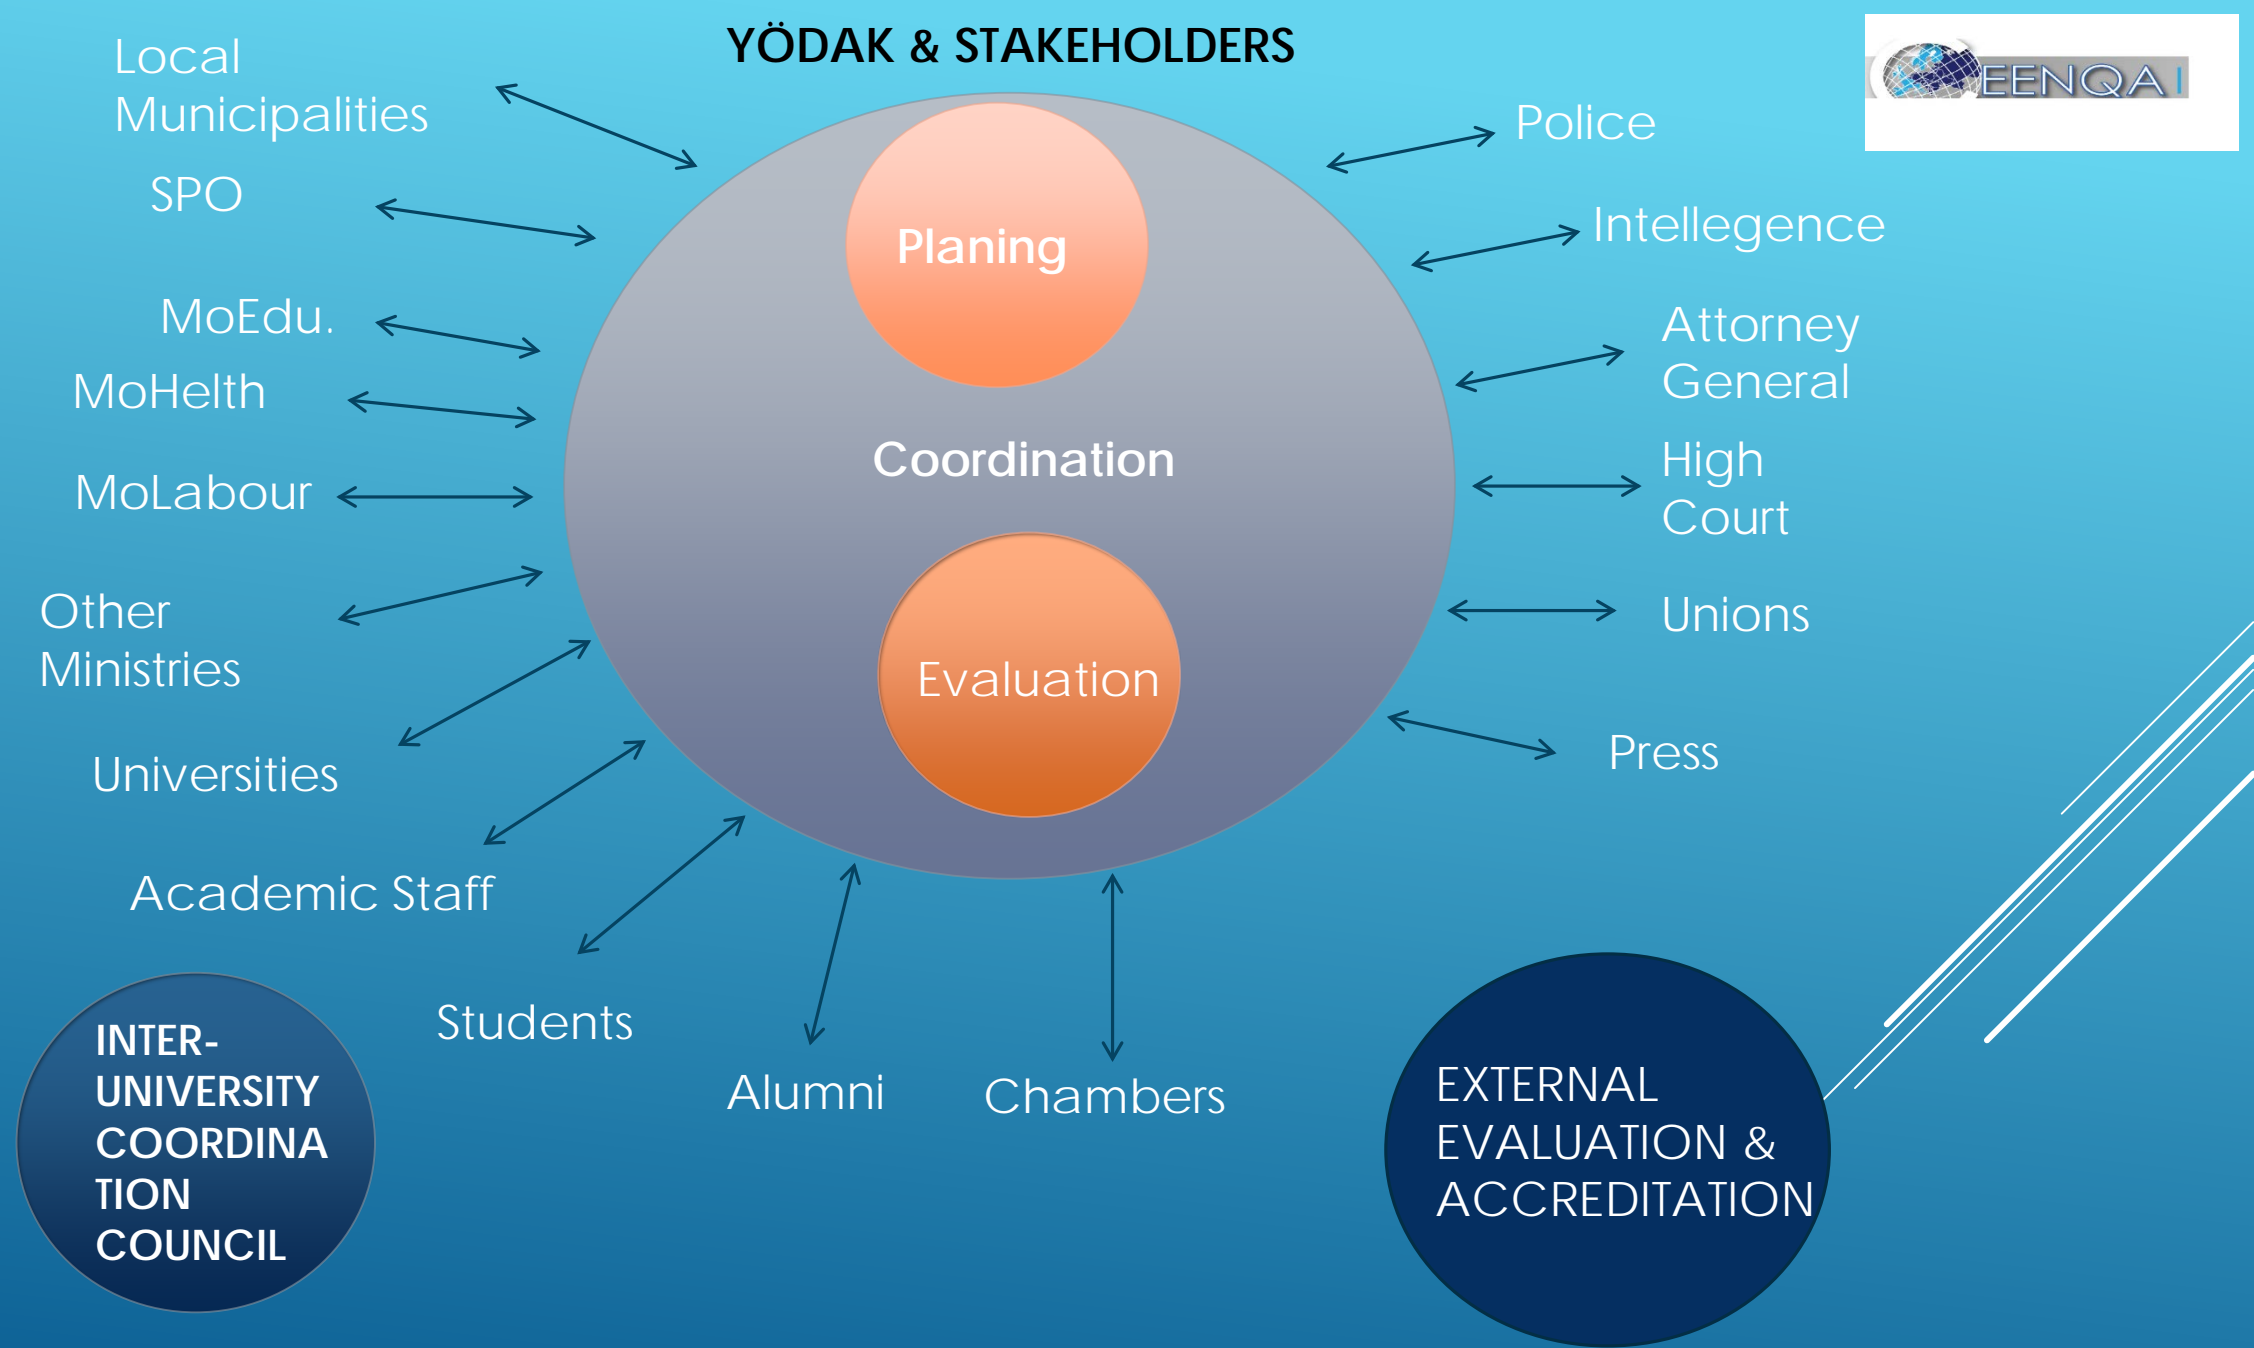 YÖDAK & STAKEHOLDERS
EENQAI
Local
Municipalities
SPO
MoEdu.
MoHelth
MoLabour
Other
Ministries
Universities
Academic Staff
Students
Alumni
Chambers
Planing
Coordination
Evaluation
Police
Intellegence
Attorney
General
High
Court
Unions
Press
INTER-
UNIVERSITY
COORDINA
TION
COUNCIL
EXTERNAL
EVALUATION &
ACCREDITATION